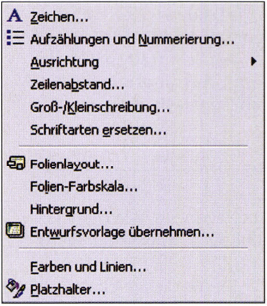 Zeichen...
Aufzählungen und Nummerierung...
Ausrichtung
Zeilenabstand...
Groß-/Kleinschreibung...
Schriftarten ersetzen...
Folienlayout...
Folien-Farbskala...
Hintergrund...
Entwurfsvorlage übernehmen...
Farben und Linien...
Platzhalter...